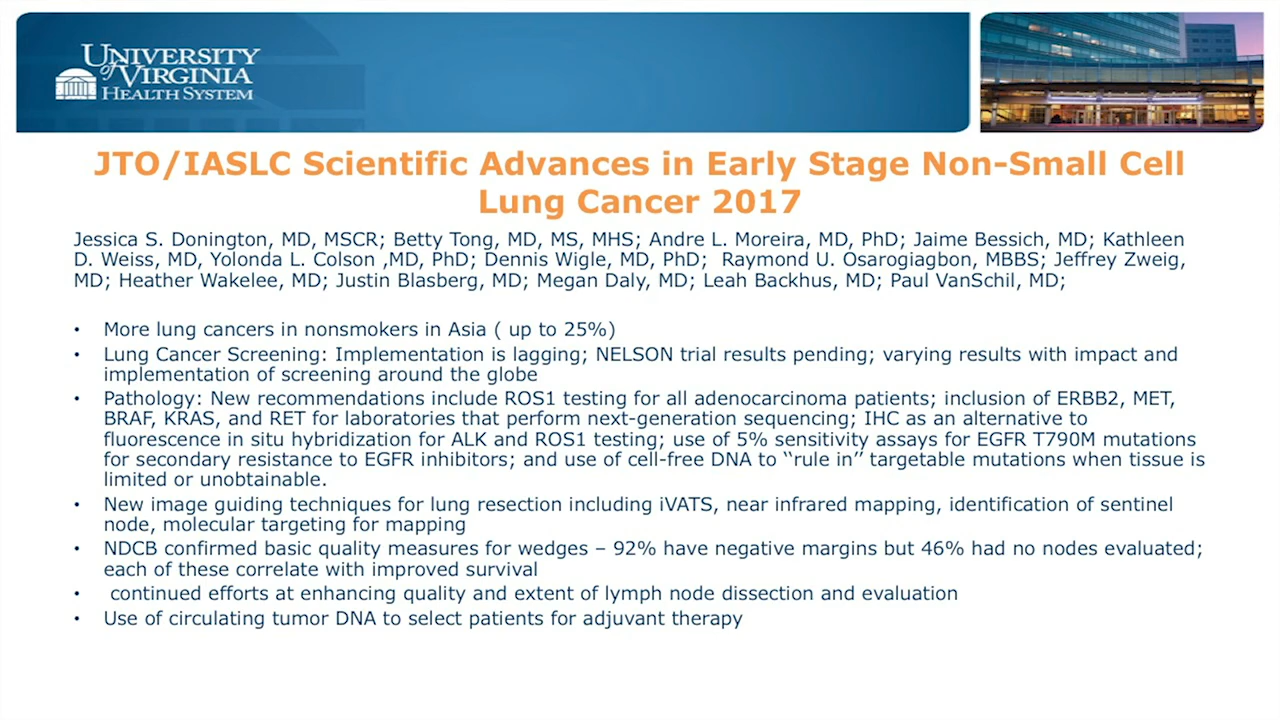 UNIVERSITY
of VIRGINIA
HEALTH SYSTEM
JTO/IASLC Scientific Advances in Early Stage Non-Small Cell
Lung Cancer 2017
Jessica S. Donington, MD, MSCR; Betty Tong, MD, MS, MHS; Andre L. Moreira, MD, PhD; Jaime Bessich, MD; Kathleen
D. Weiss, MD, Yolonda L. Colson ,MD, PhD; Dennis Wigle, MD, PhD;  Raymond U. Osarogiagbon, MBBS; Jeffrey Zweig,
MD; Heather Wakelee, MD; Justin Blasberg, MD; Megan Daly, MD; Leah Backhus, MD; Paul VanSchil, MD;
• More lung cancers in nonsmokers in Asia ( up to 25%)
• Lung Cancer Screening: Implementation is lagging; NELSON trial results pending; varying results with impact and
implementation of screening around the globe
• Pathology: New recommendations include ROS1 testing for all adenocarcinoma patients; inclusion of ERBB2, MET,
BRAF, KRAS, and RET for laboratories that perform next-generation sequencing; IHC as an alternative to
fluorescence in situ hybridization for ALK and ROS1 testing; use of 5% sensitivity assays for EGFR T790M mutations
for secondary resistance to EGFR inhibitors; and use of cell-free DNA to ‘‘rule in’’ targetable mutations when tissue is
limited or unobtainable.
• New image guiding techniques for lung resection including iVATS, near infrared mapping, identification of sentinel
node, molecular targeting for mapping
• NDCB confirmed basic quality measures for wedges – 92% have negative margins but 46% had no nodes evaluated;
each of these correlate with improved survival
• continued efforts at enhancing quality and extent of lymph node dissection and evaluation
• Use of circulating tumor DNA to select patients for adjuvant therapy